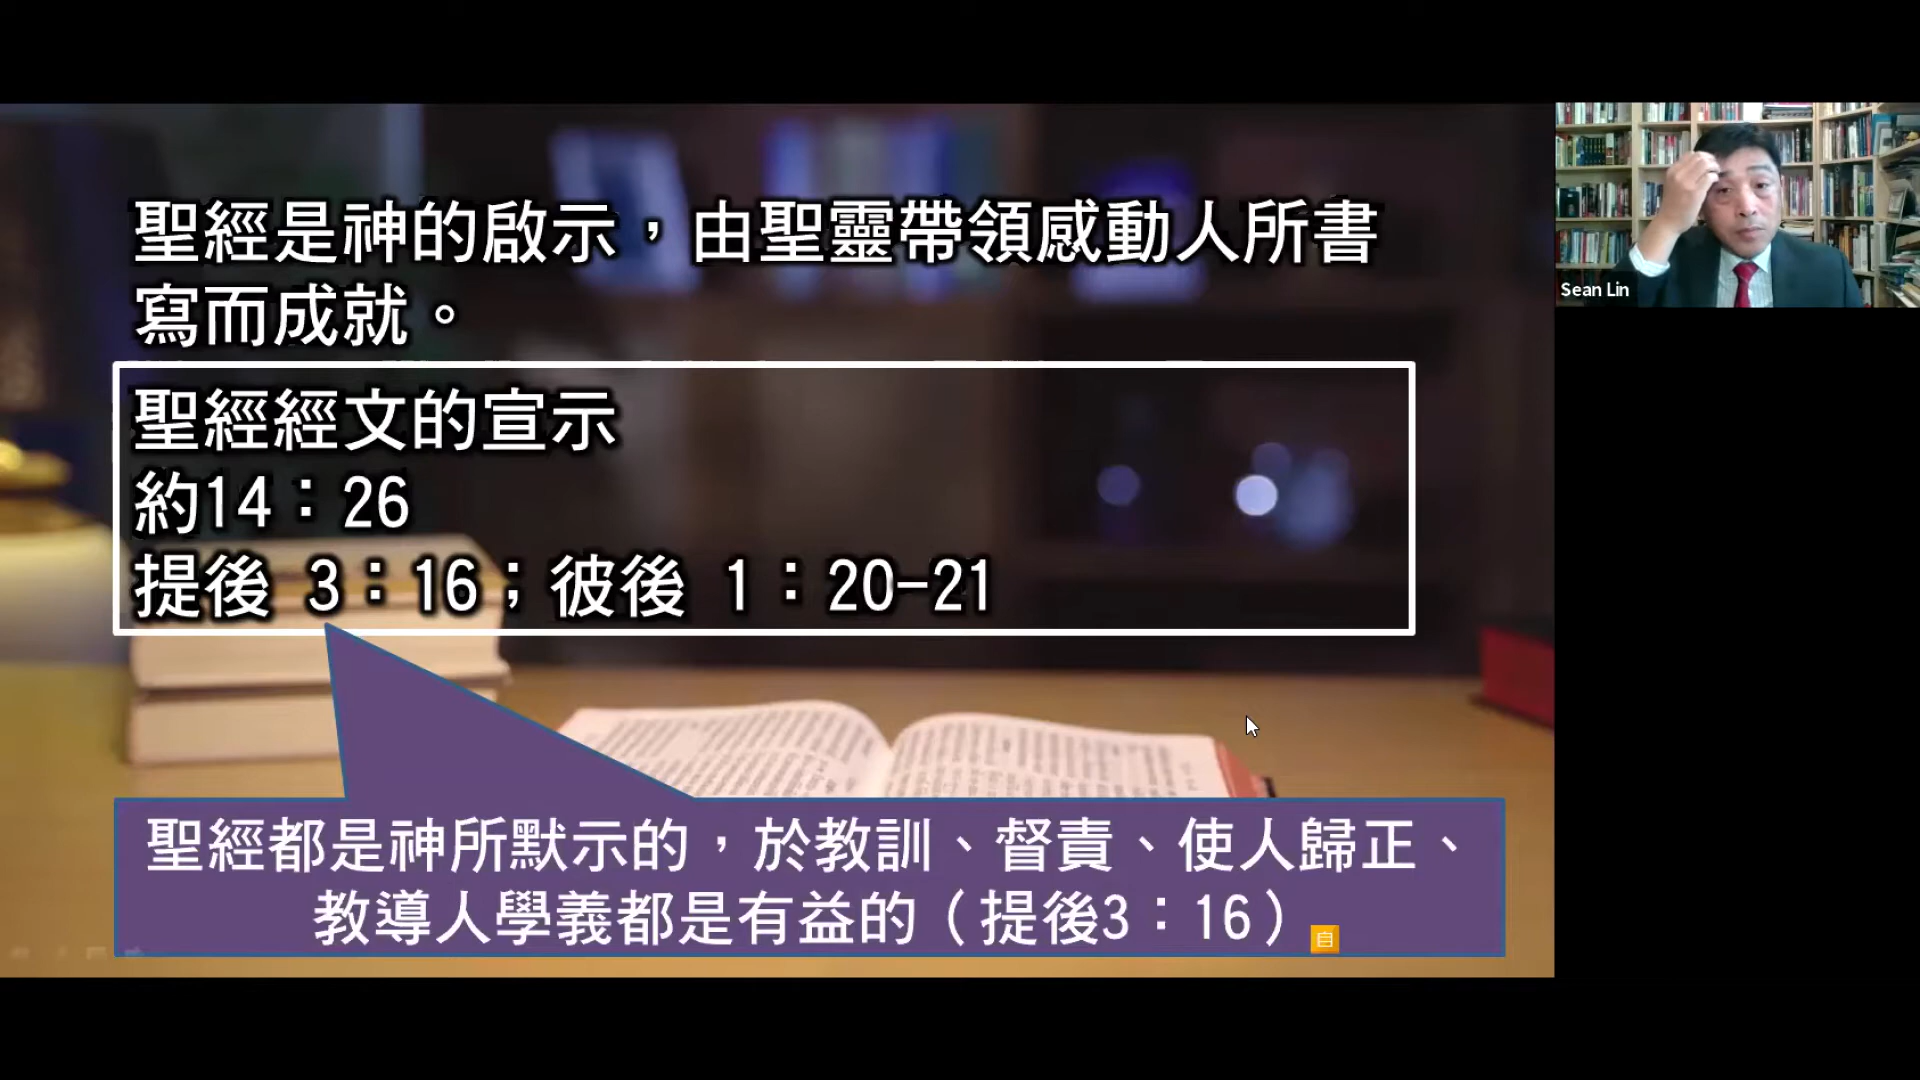 聖經是神的啟示，由聖靈帶領感動人所書
寫而成就。
聖經經文的宣示
約14：26
提後 3：16；彼後 1：20-21
聖經都是神所默示的，於教訓、督責、使人歸正、
教導人學義都是有益的（提後3：16）
自
Sean Lin